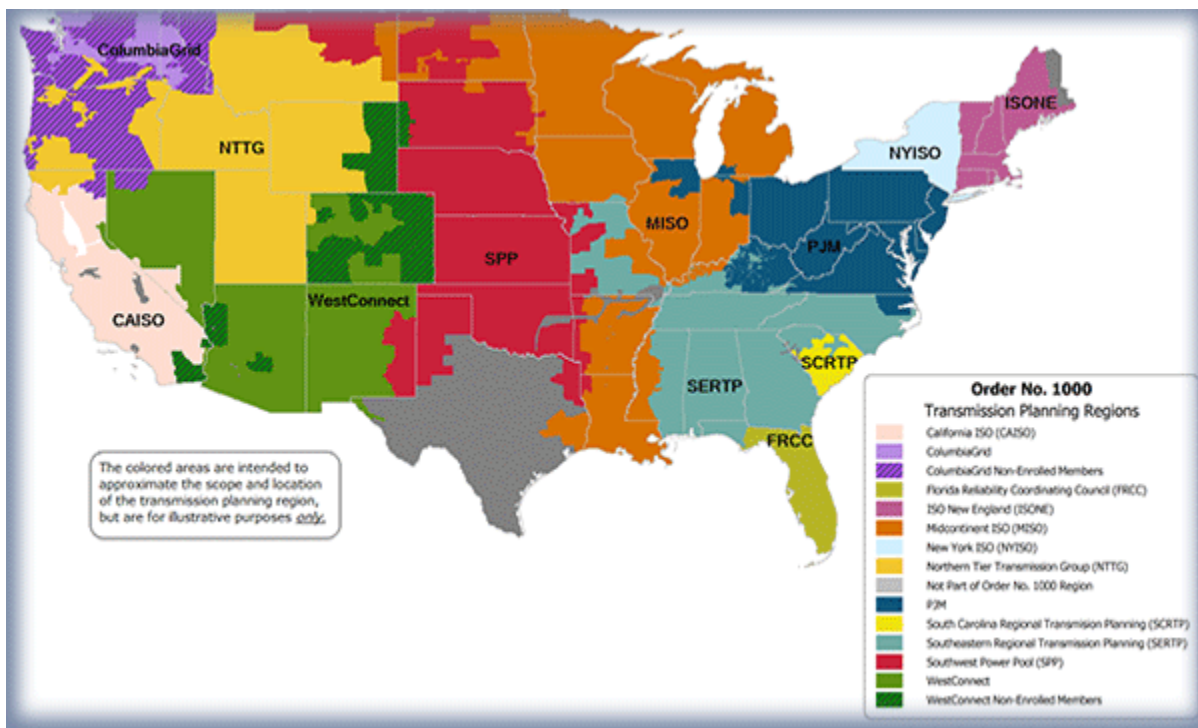 ColumbiaGrid
ISONE
NTTG
NYISO
MISO
PJM
SPP
WestConnect
CAISO
SCRTP
SERTP
FRCC
The colored areas are intended to
approximate the scope and location
of the transmission planning region,
but are for illustrative purposes only.
Order No. 1000
Transmission Planning Regions
California ISO (CAISO)
ColumbiaGrid
ColumbiaGrid Non-Enrolled Members
Florida Reliability Coordinating Council (FRCC)
ISO New England (ISONE)
Midcontinent ISO (MISO)
New York ISO (NYISO)
Northern Tier Transmission Group (NTTG)
Not Part of Order No. 1000 Region
PJM
South Carolina Regional Transmision Planning (SCRTP)
Southeastern Regional Transmission Planning (SERTP)
Southwest Power Pool (SPP)
WestConnect
WestConnect Non-Enrolled Members